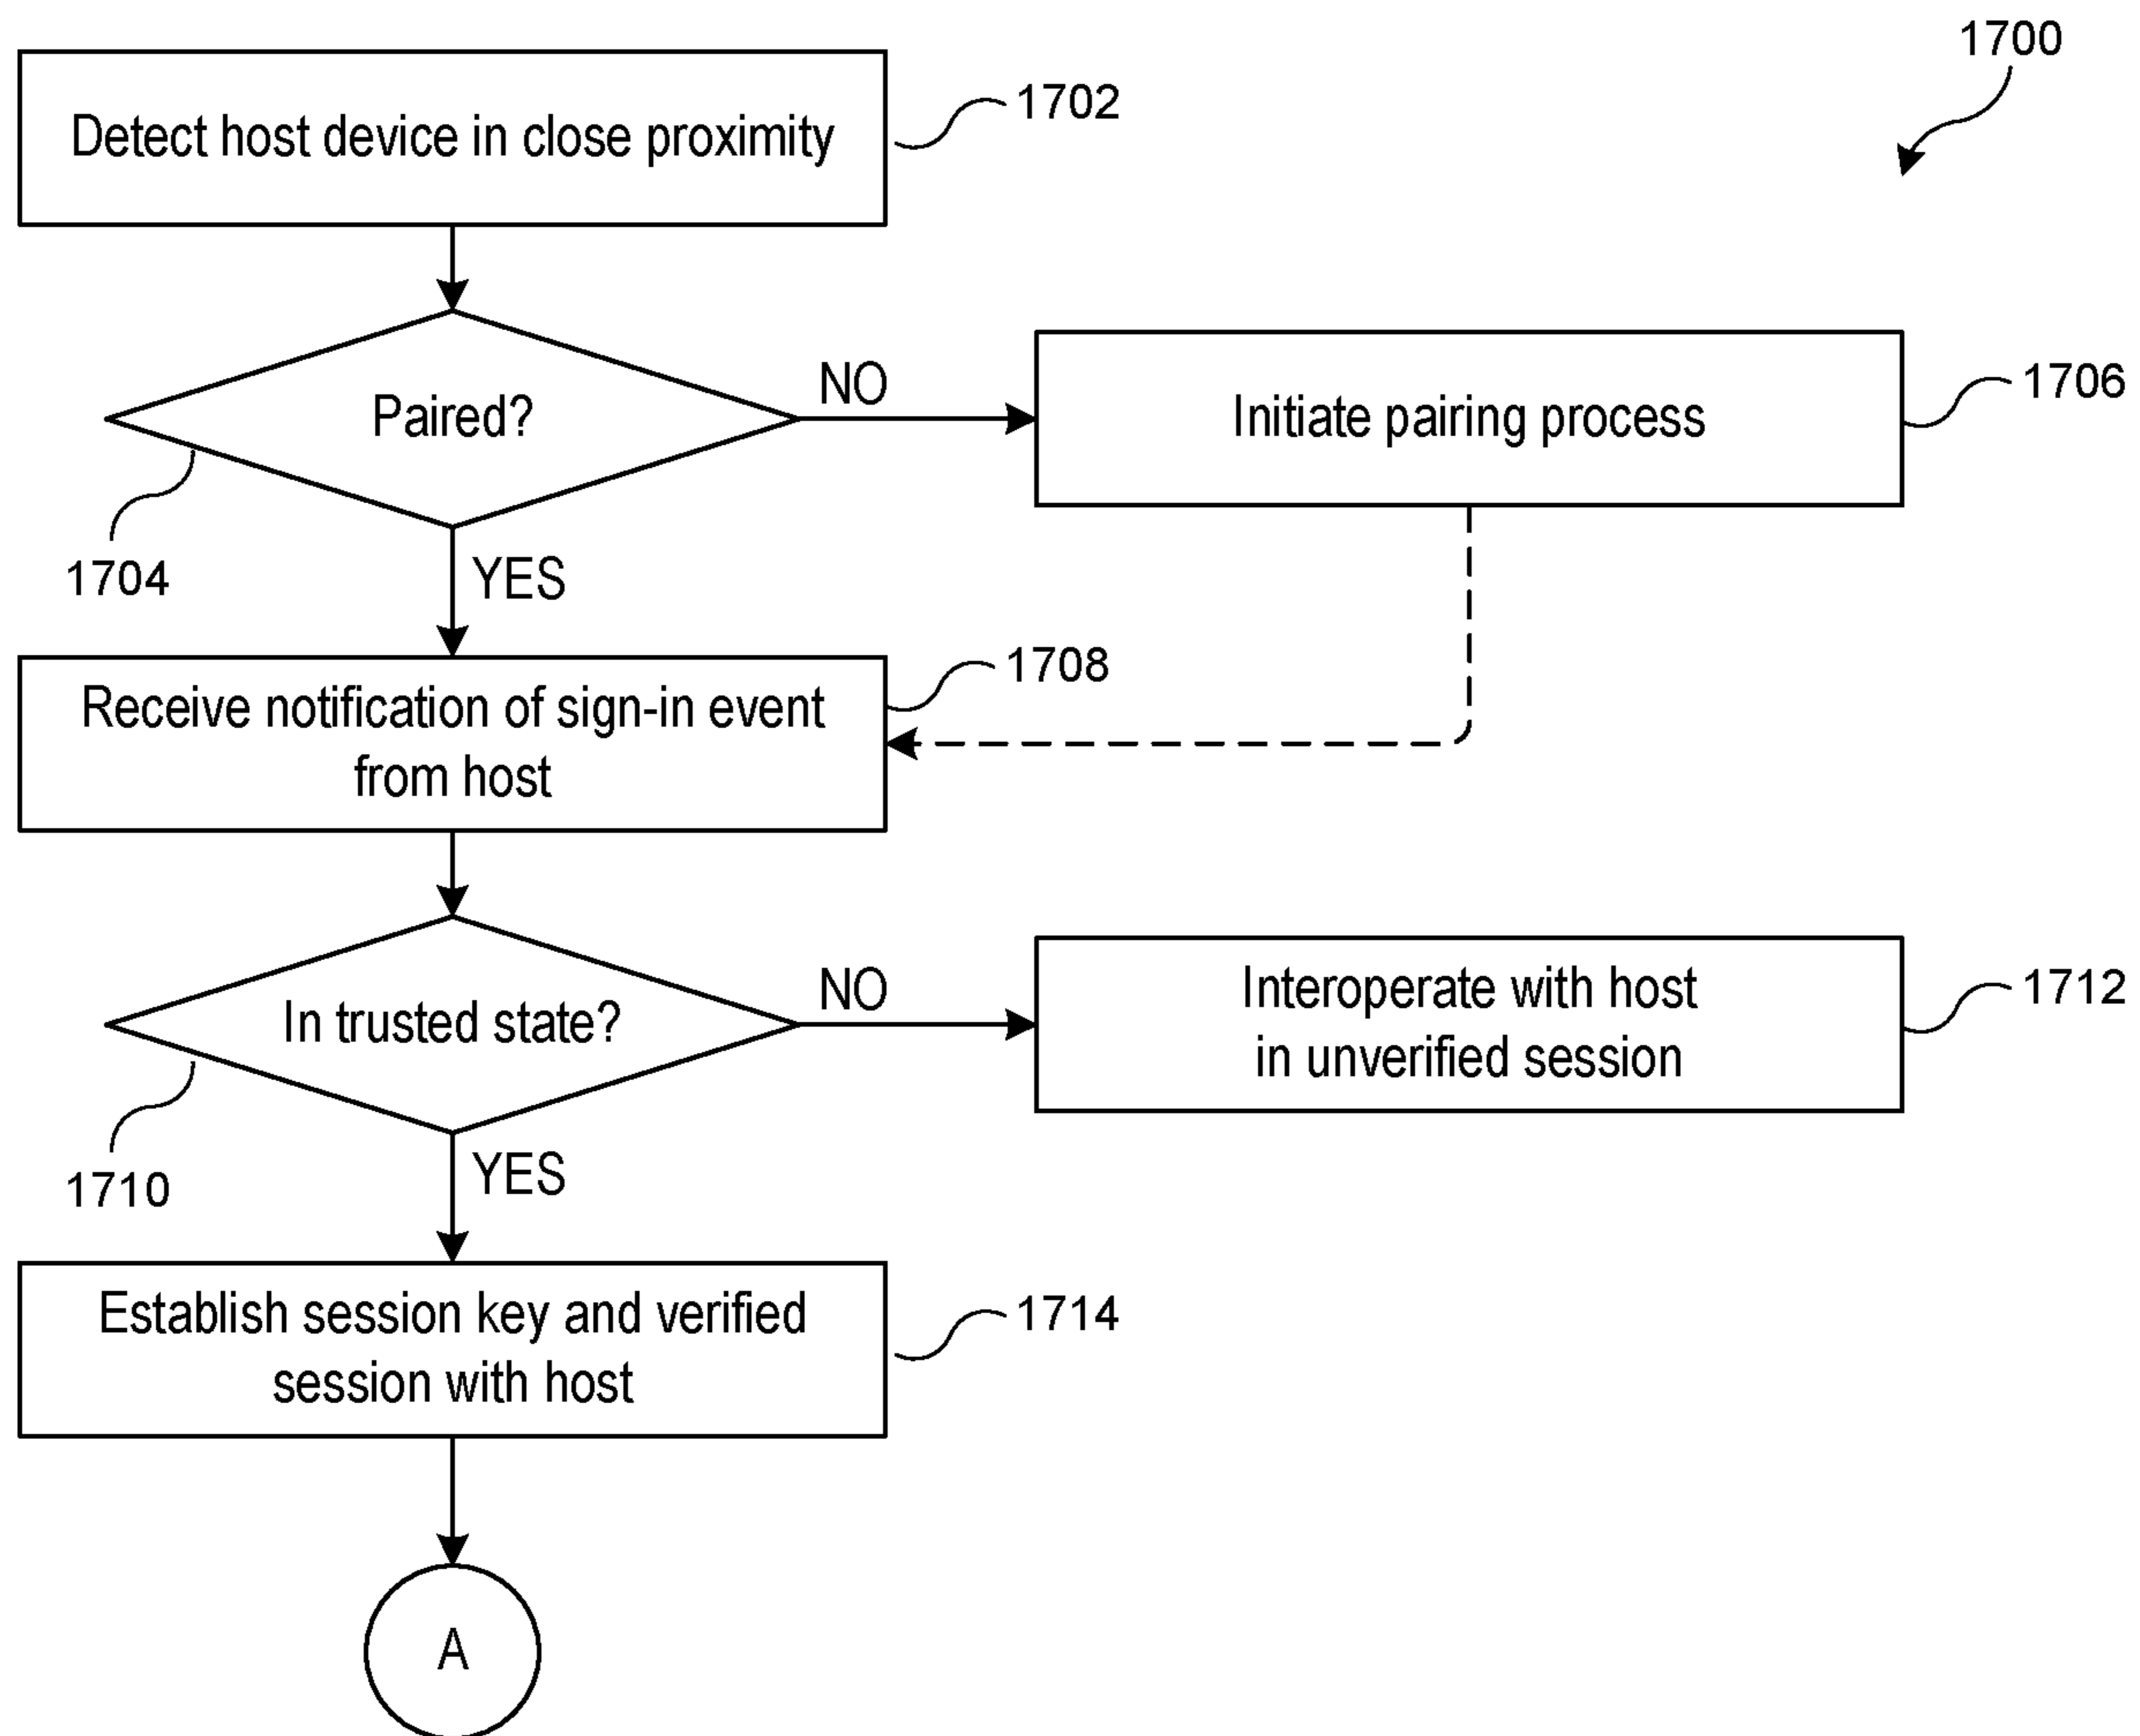 1700
Detect host device in close proximity
1702
Paired?
NO
Initiate pairing process
1706
1704
YES
Receive notification of sign-in event
from host
1708
In trusted state?
NO
Interoperate with host
in unverified session
1712
1710
YES
Establish session key and verified
session with host
1714
A